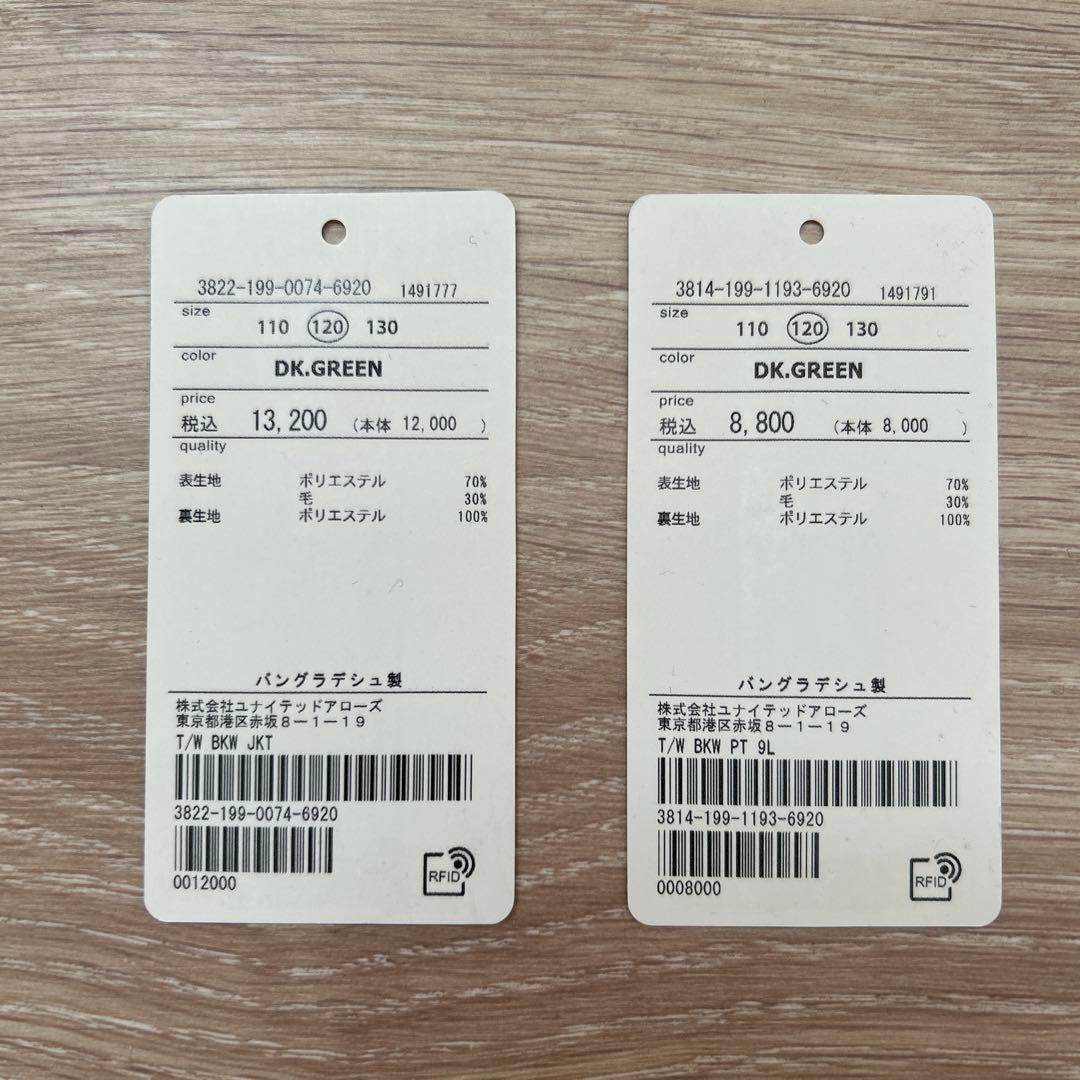 3822-199-0074-6920 1491777
size
110 120 130
color
DK.GREEN
price
税込 13,200 (本体 12,000 )
quality
表生地 ポリエステル 70%
毛 30%
裏生地 ポリエステル 100%
バングラデシュ製
株式会社ユナイテッドアローズ
東京都港区赤坂8-1-19
T/W BKW JKT
3822-199-0074-6920
0012000
RFID
3814-199-1193-6920 1491791
size
110 120 130
color
DK.GREEN
price
税込 8,800 (本体 8,000 )
quality
表生地 ポリエステル 70%
毛 30%
裏生地 ポリエステル 100%
バングラデシュ製
株式会社ユナイテッドアローズ
東京都港区赤坂8-1-19
T/W BKW PT 9L
3814-199-1193-6920
0008000
RFID